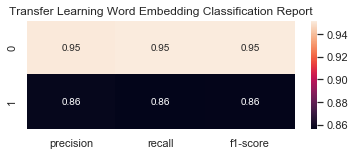 Transfer Learning Word Embedding Classification Report
0 0.95 0.95 0.95
1 0.86 0.86 0.86
precision recall f1-score
0.94
0.92
0.90
0.88
0.86